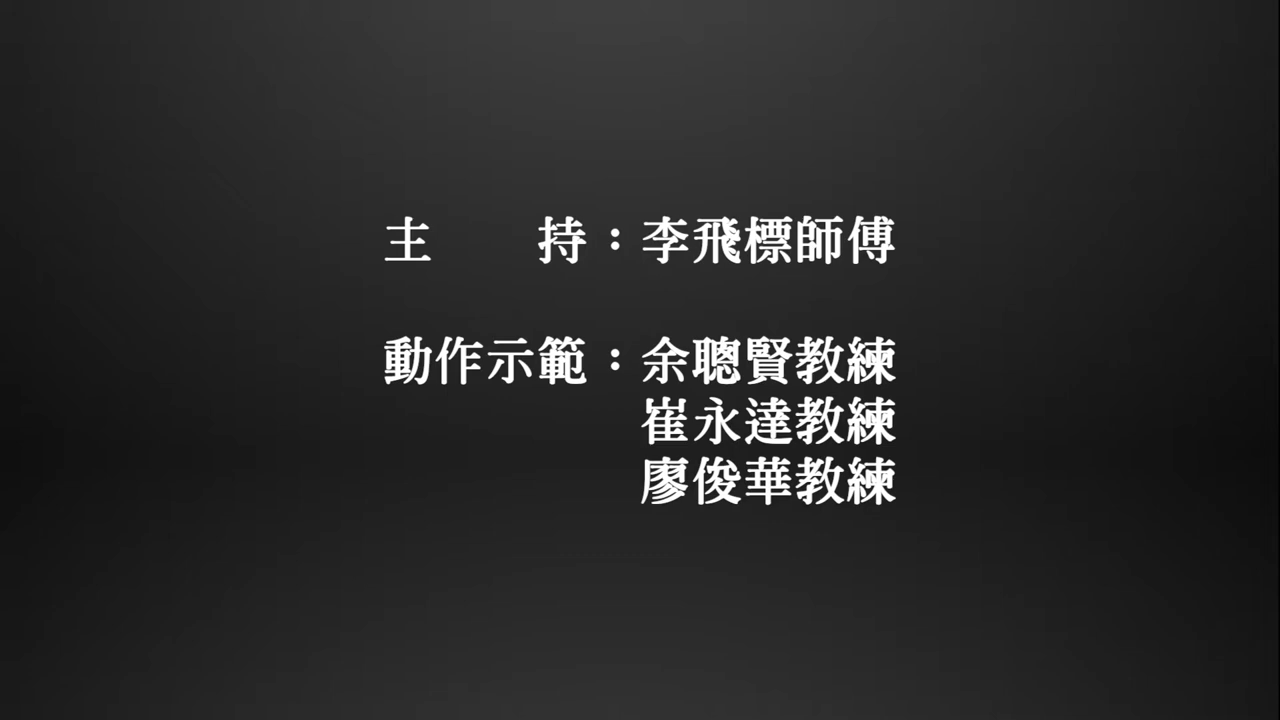 主　　持：李飛標師傅
動作示範：余聰賢教練
崔永達教練
廖俊華教練